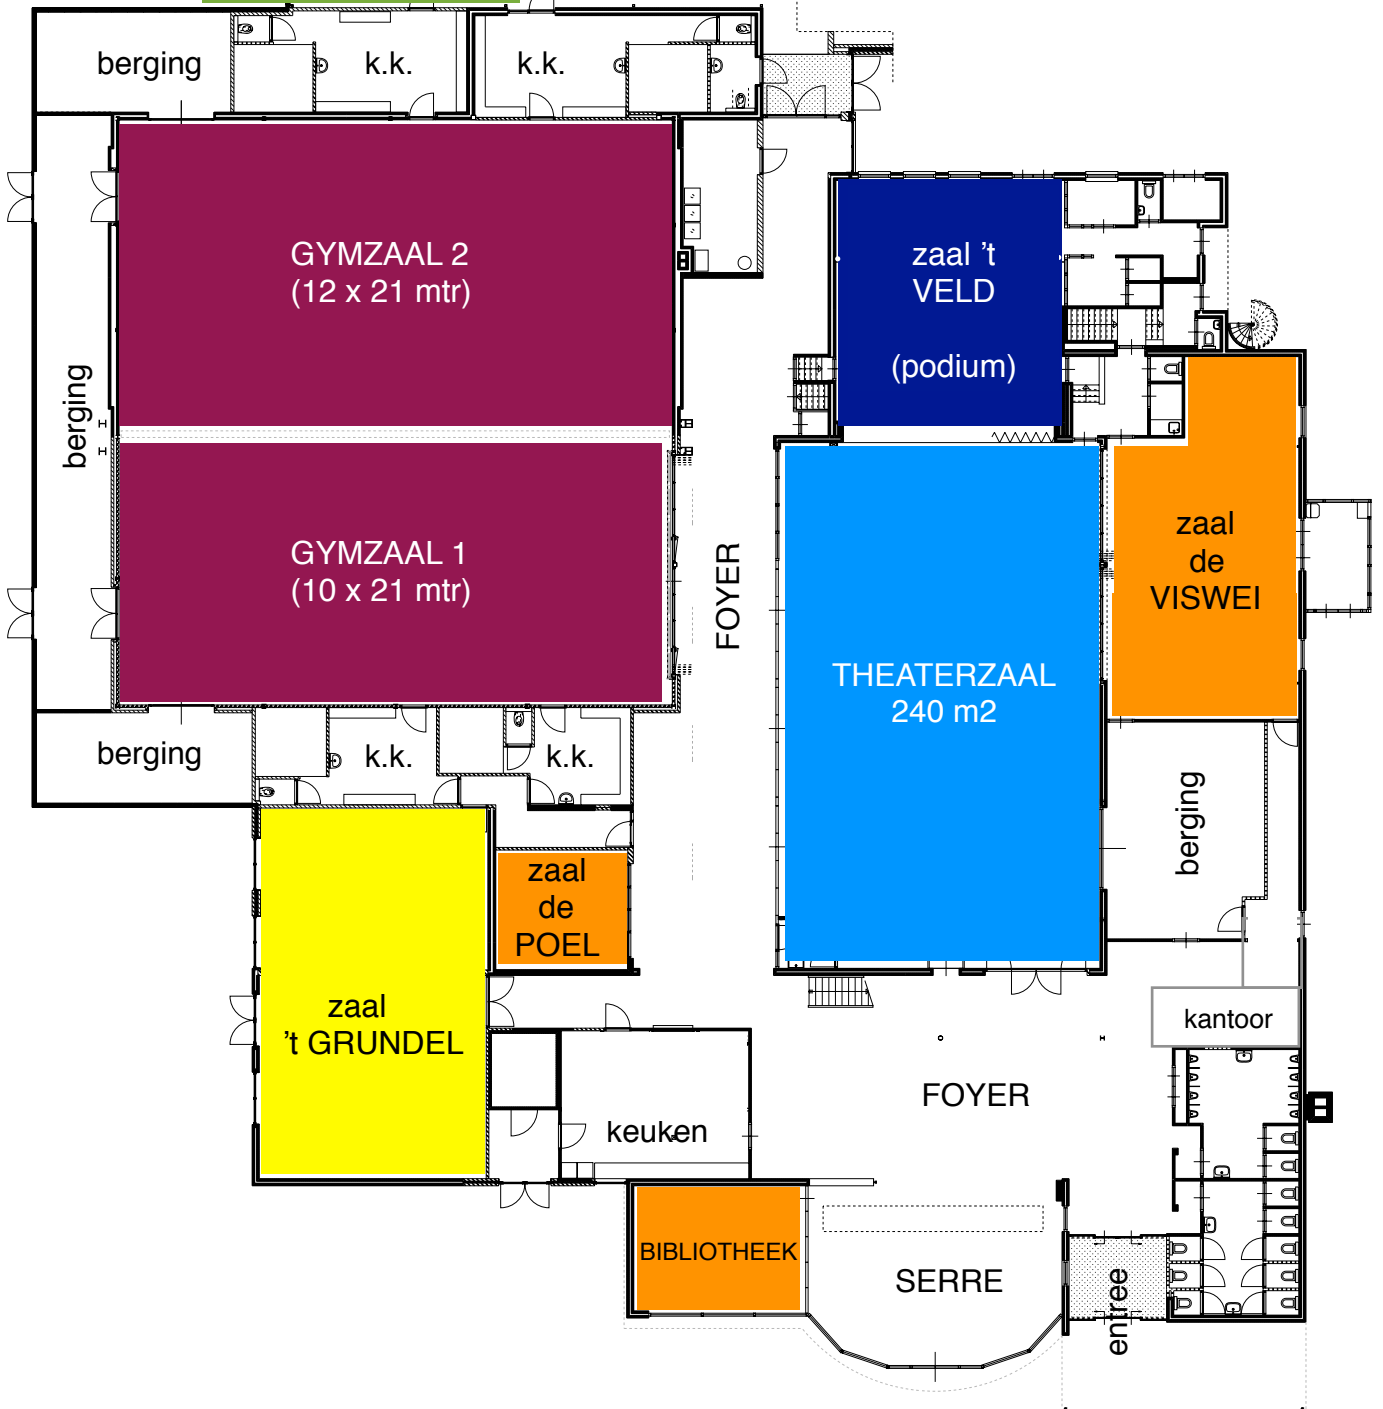 berging
k.k.
k.k.
GYMZAAL 2
(12 x 21 mtr)
zaal 't
VELD
(podium)
berging
GYMZAAL 1
(10 x 21 mtr)
FOYER
zaal
de
VISWEI
THEATERZAAL
240 m2
berging
k.k.
k.k.
berging
zaal
de
POEL
zaal
't GRUNDEL
kantoor
FOYER
keuken
BIBLIOTHEEK
SERRE
entree